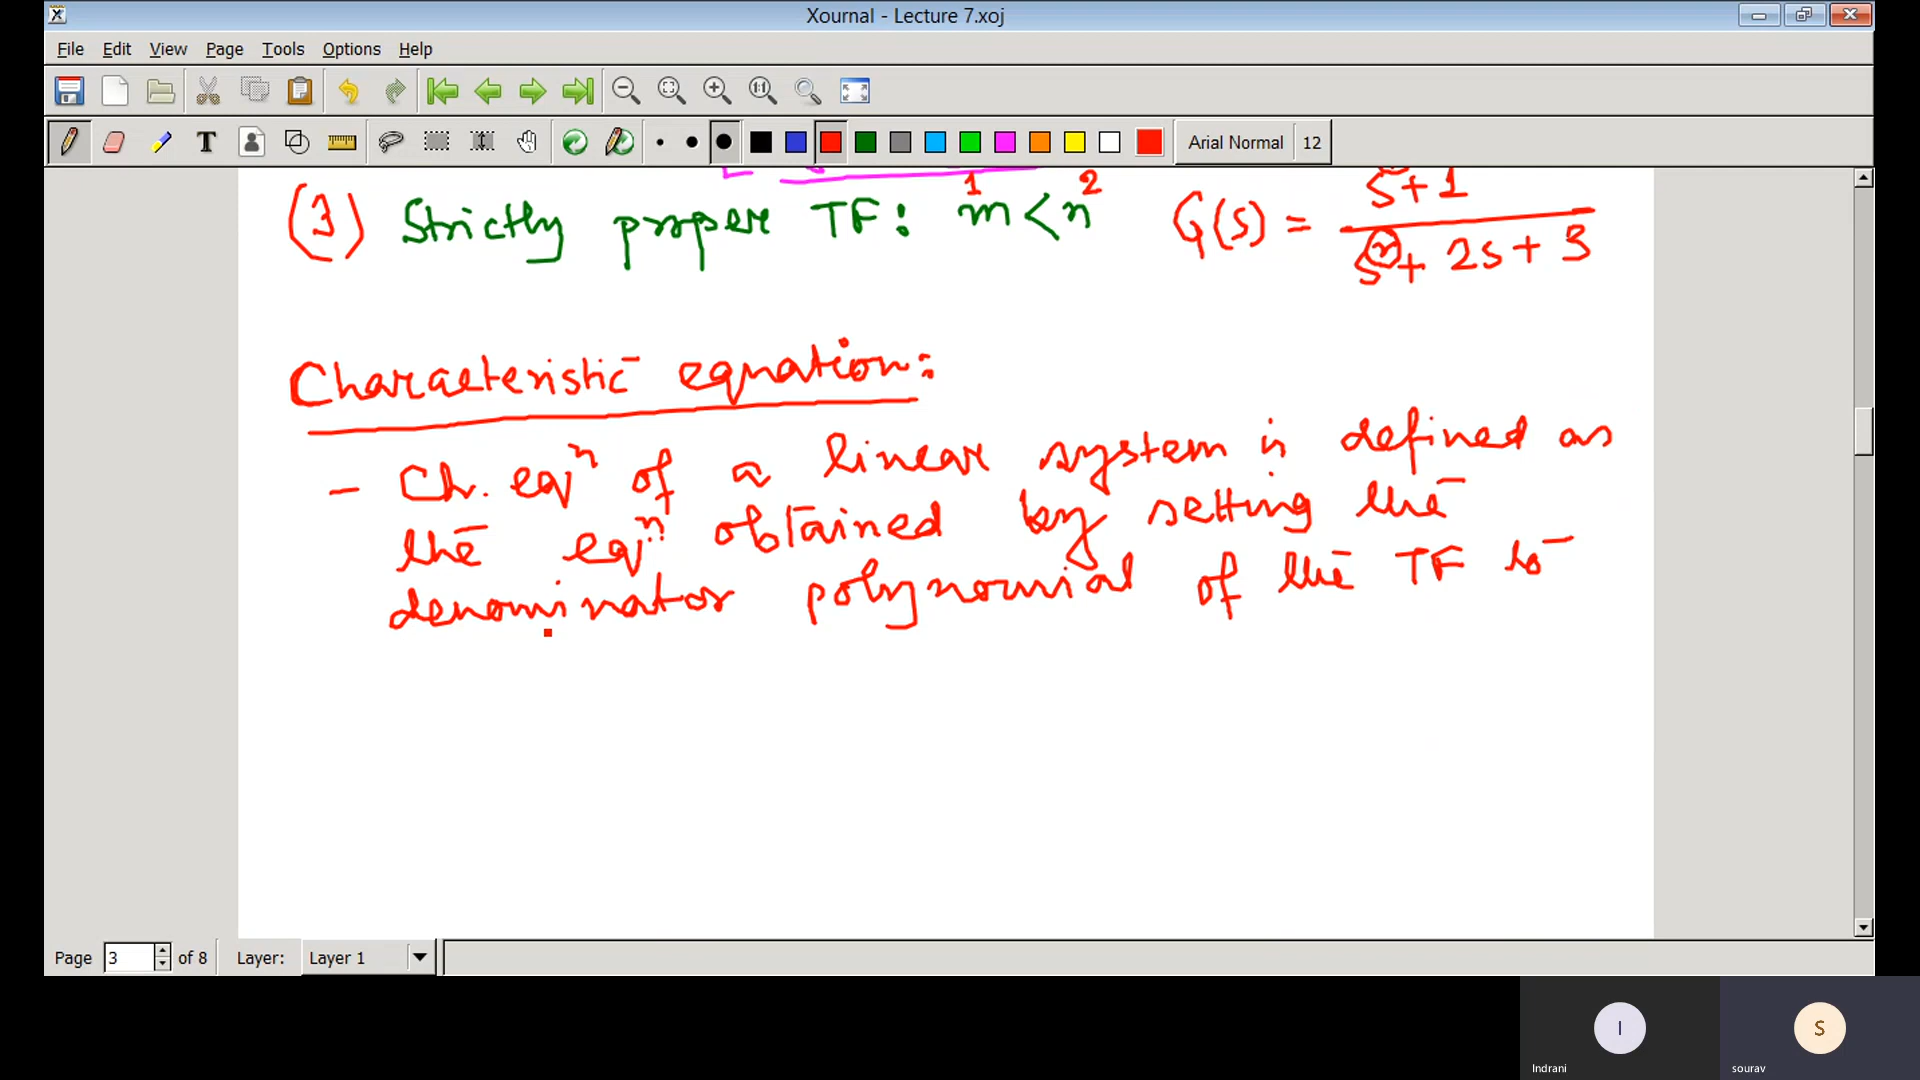 Xournal - Lecture 7.xoj
File Edit View Page Tools Options Help
Arial Normal 12
S+1
(3) Strictly proper TF: m<n G(s) =
1 2
s²+ 2s+ 3
Characteristic equation:
- Ch. eqⁿ of a linear system is defined as
the eqⁿ obtained by setting the
denominator polynomial of the TF to
Page 3 of 8 Layer: Layer 1
I S
Indrani sourav